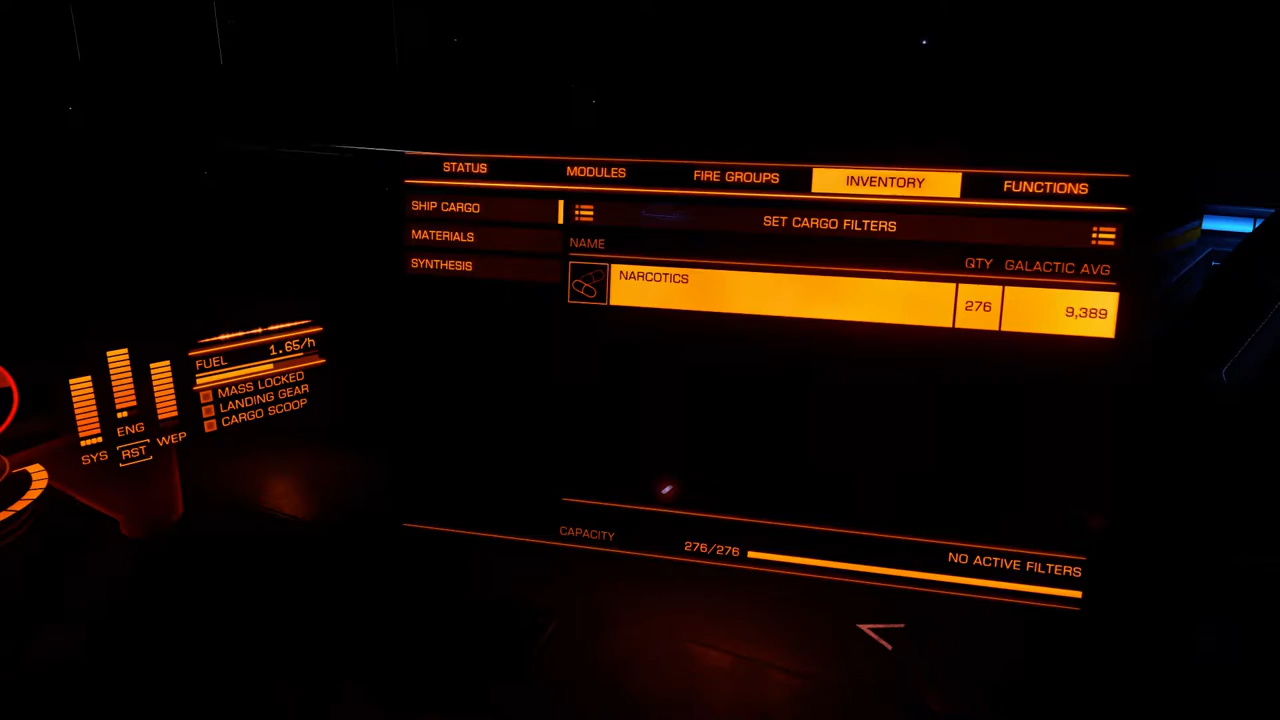 STATUS MODULES FIRE GROUPS INVENTORY FUNCTIONS
SHIP CARGO
MATERIALS
SYNTHESIS
SET CARGO FILTERS
NAME QTY GALACTIC AVG
NARCOTICS 276 9,389
CAPACITY 276/276 NO ACTIVE FILTERS
FUEL 1.65/h
MASS LOCKED
LANDING GEAR
CARGO SCOOP
SYS ENG WEP
RST